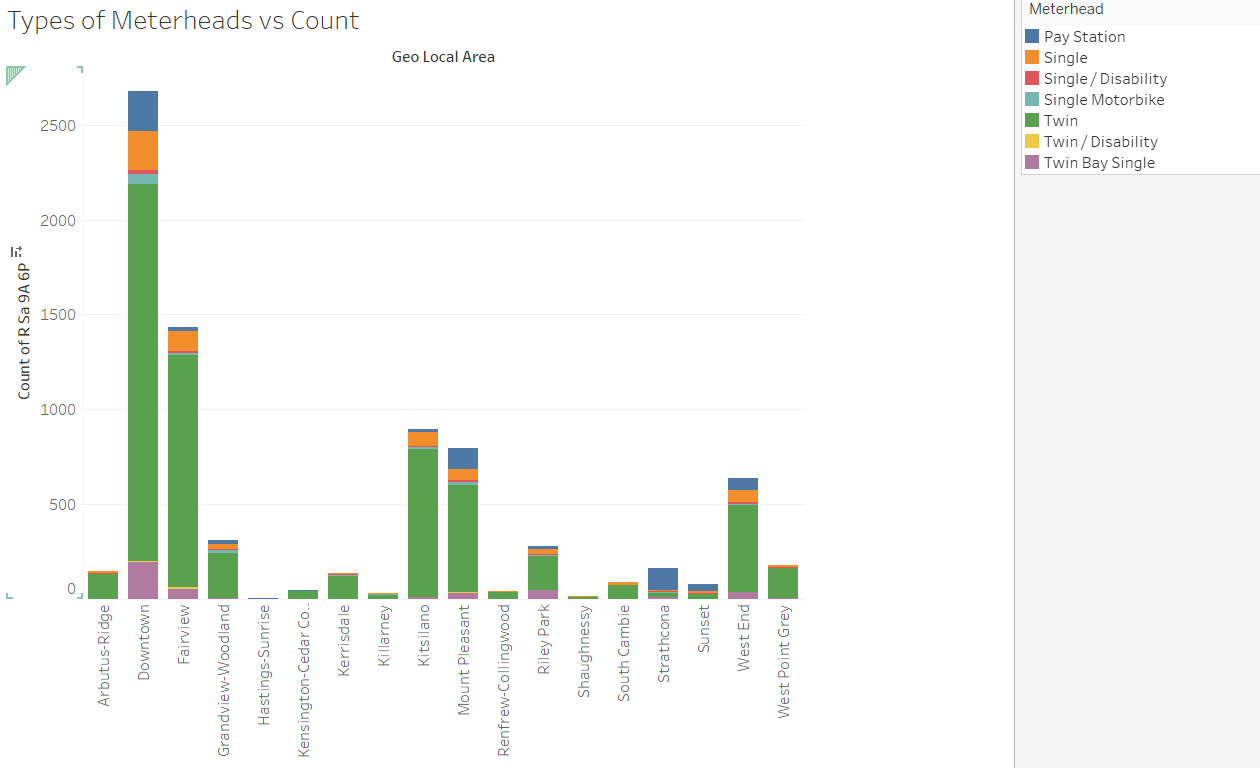 Types of Meterheads vs Count
Geo Local Area
Count of R Sa 9A 6P
2500
2000
1500
1000
500
0
Arbutus-Ridge
Downtown
Fairview
Grandview-Woodland
Hastings-Sunrise
Kensington-Cedar Co..
Kerrisdale
Killarney
Kitsilano
Mount Pleasant
Renfrew-Collingwood
Riley Park
Shaughnessy
South Cambie
Strathcona
Sunset
West End
West Point Grey
Meterhead
Pay Station
Single
Single / Disability
Single Motorbike
Twin
Twin / Disability
Twin Bay Single